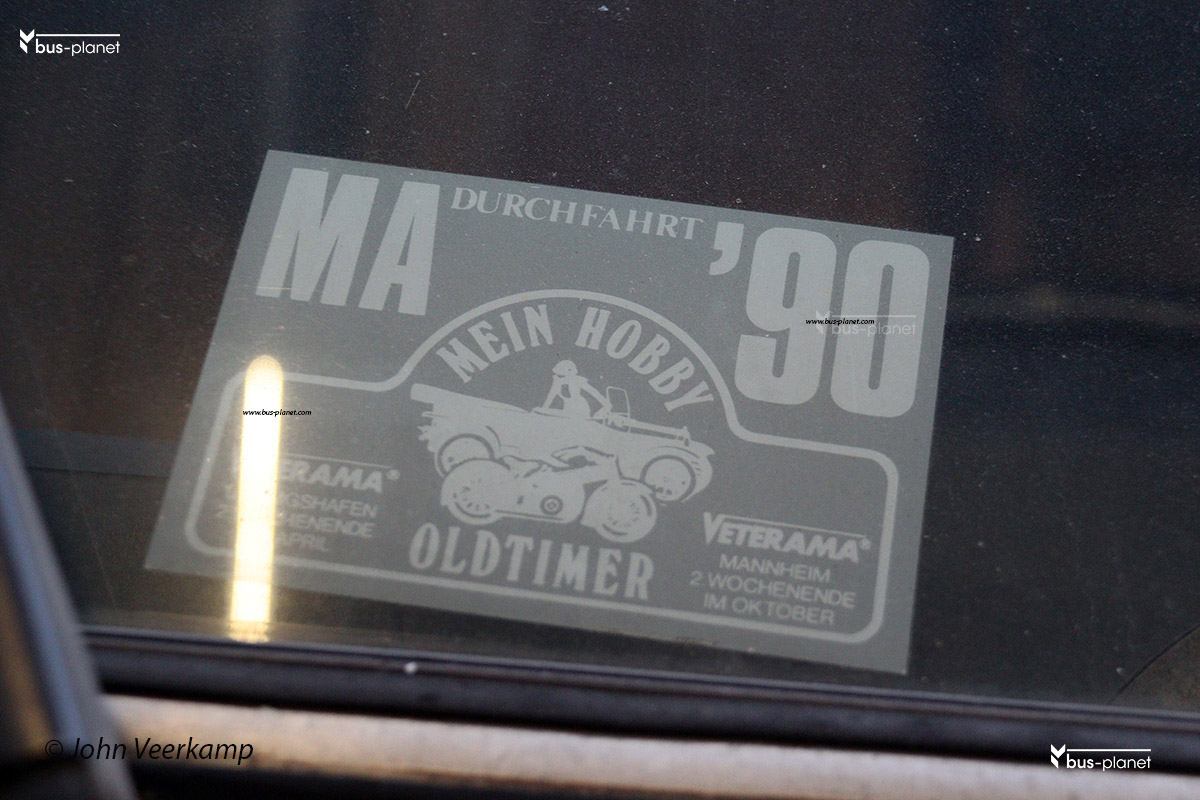 bus-planet
MA DURCHFAHRT '90
MEIN HOBBY
www.bus-planet.com
bus-planet
www.bus-planet.com
OLDTIMER
APRIL
VETERAMA®
MANNHEIM
2 WOCHENENDE
IM OKTOBER
© John Veerkamp
bus-planet